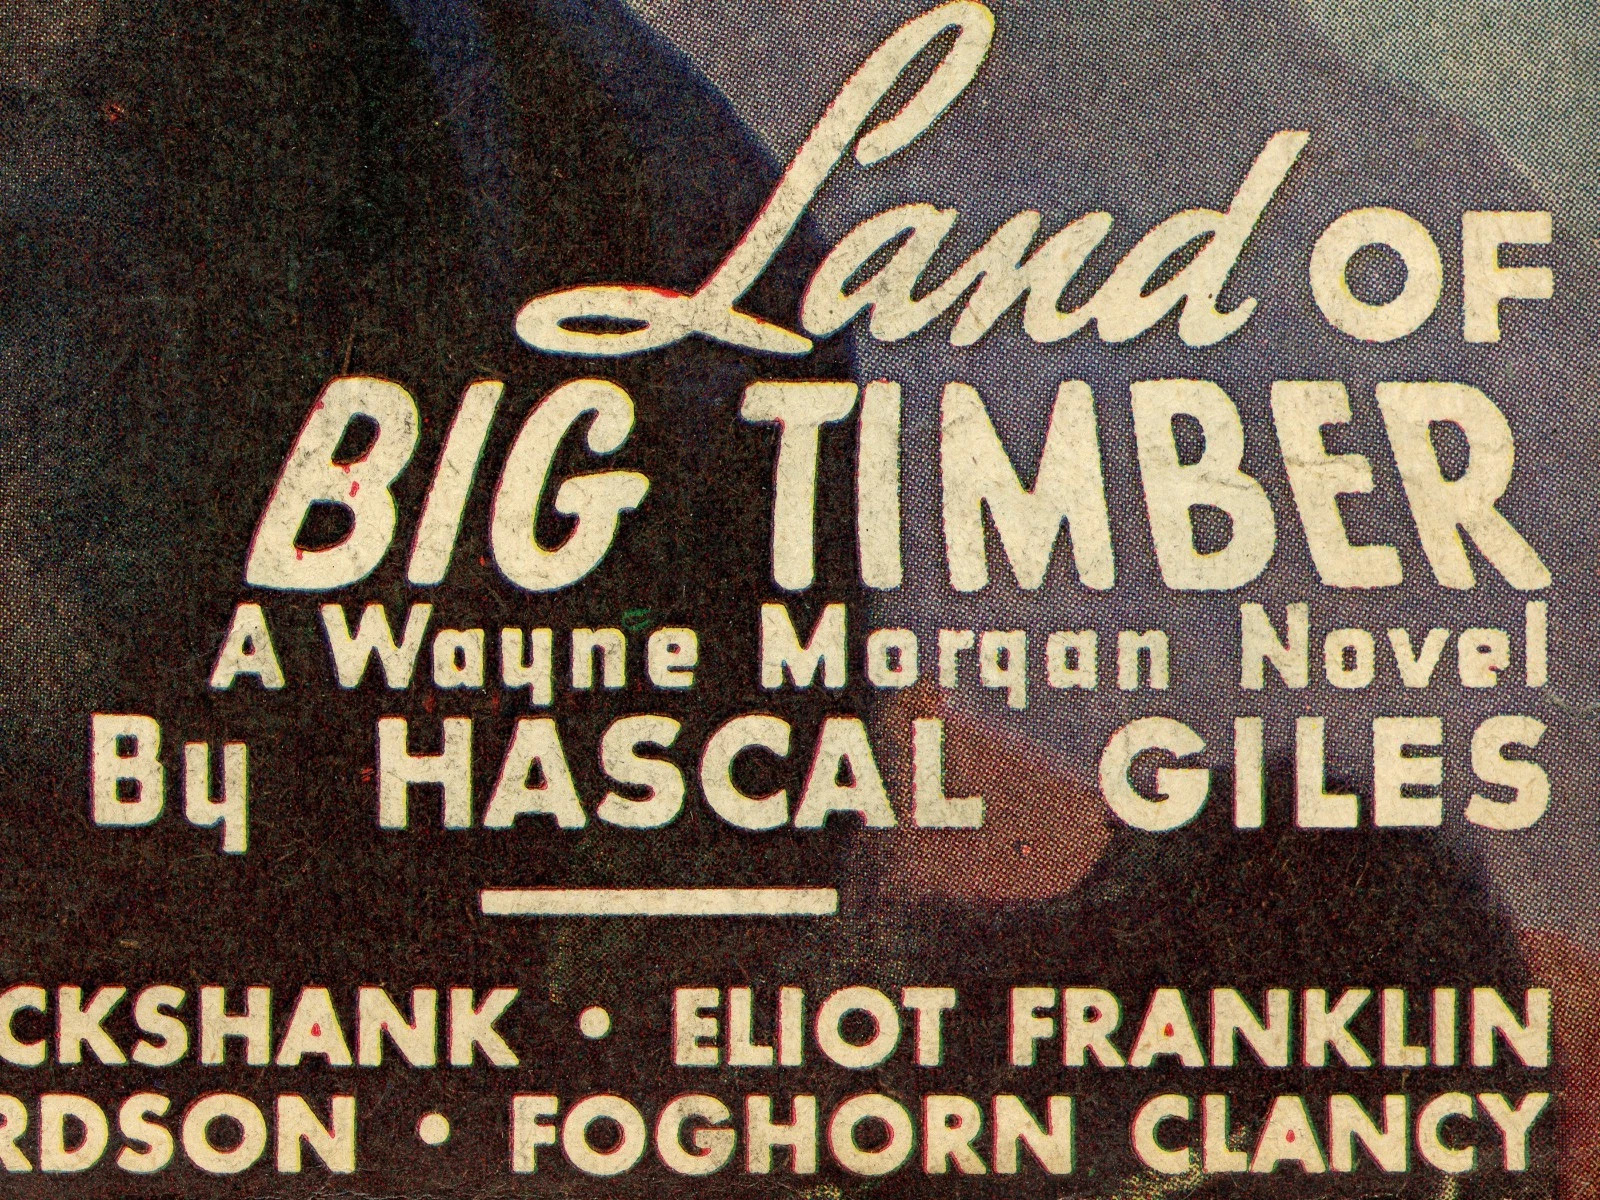 Land OF
BIG TIMBER
A Wayne Morgan Novel
By HASCAL GILES
CKSHANK • ELIOT FRANKLIN
RDSON • FOGHORN CLANCY